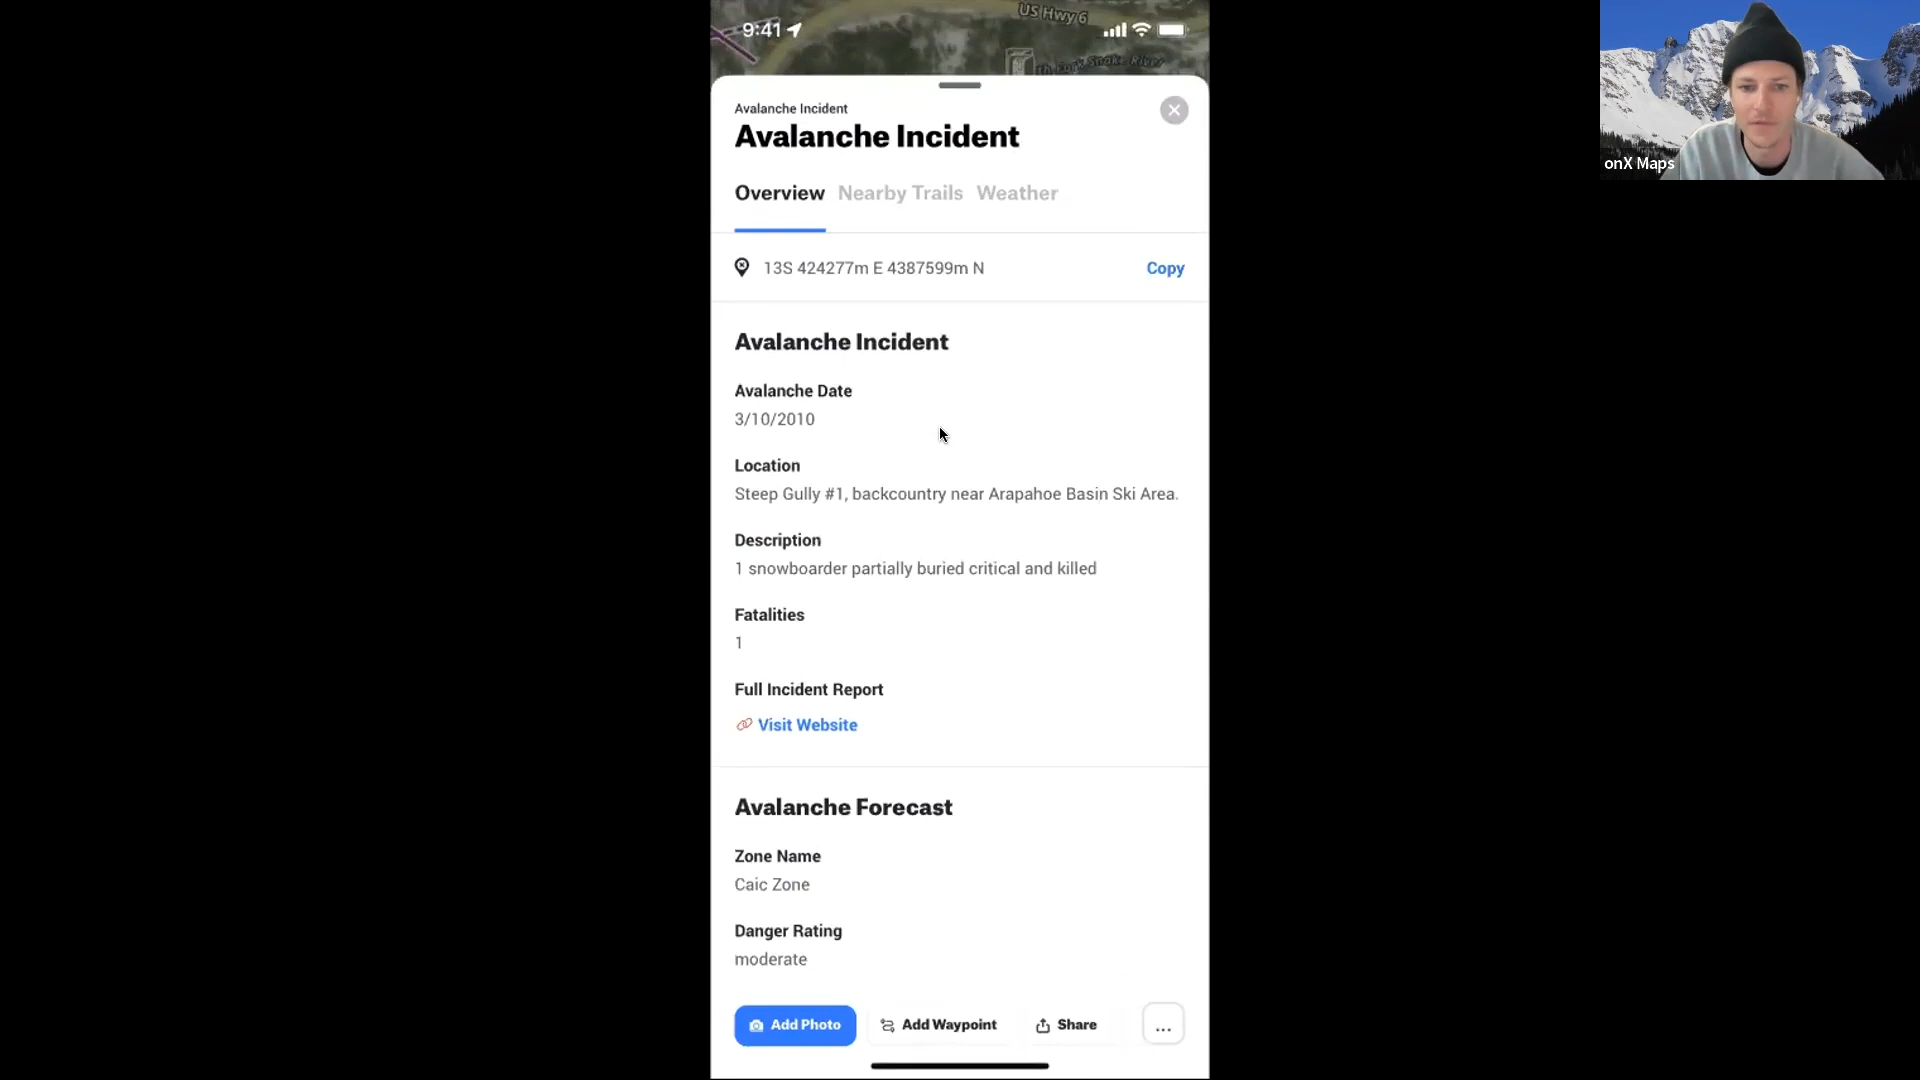 US Hwy 6
9:41
Snake River
Avalanche Incident
Avalanche Incident
Overview Nearby Trails Weather
13S 424277m E 4387599m N Copy
Avalanche Incident
Avalanche Date
3/10/2010
Location
Steep Gully #1, backcountry near Arapahoe Basin Ski Area.
Description
1 snowboarder partially buried critical and killed
Fatalities
1
Full Incident Report
Visit Website
Avalanche Forecast
Zone Name
Caic Zone
Danger Rating
moderate
Add Photo Add Waypoint Share ...
onX Maps